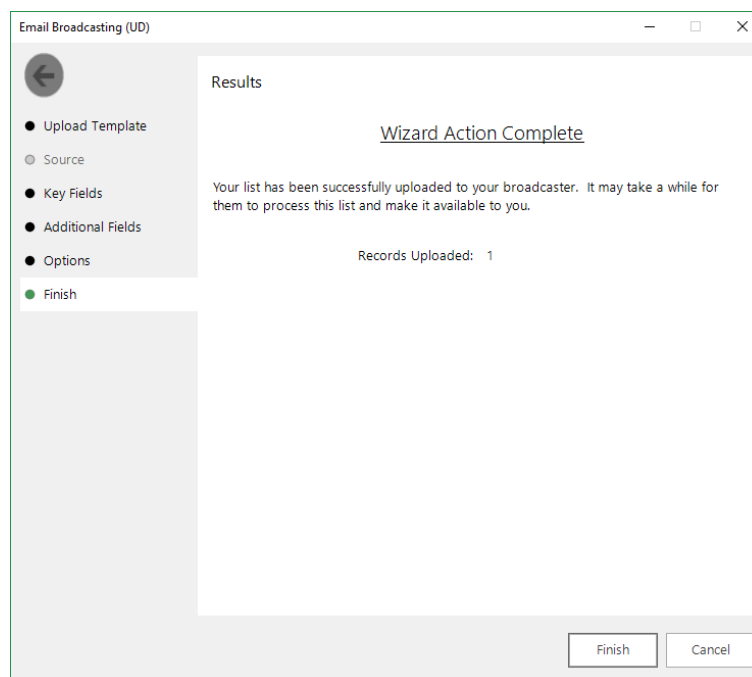 Email Broadcasting (UD)
Results
Upload Template
Source
Key Fields
Additional Fields
Options
Finish
Wizard Action Complete
Your list has been successfully uploaded to your broadcaster.  It may take a while for
them to process this list and make it available to you.
Records Uploaded:  1
Finish
Cancel